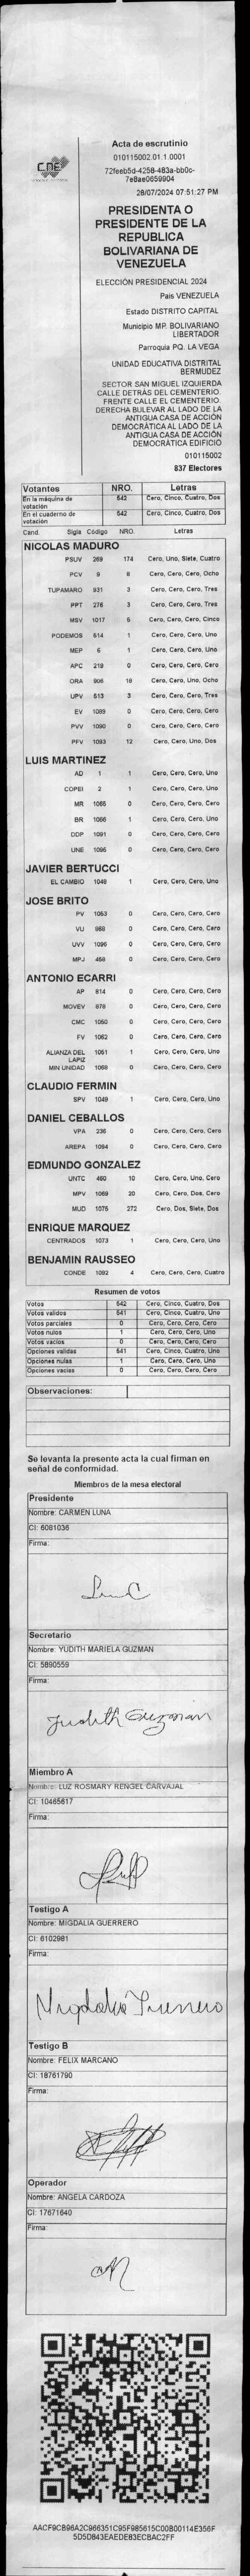 CNE
Acta de escrutinio
010115002.01.1.0001
72feeb5d-4258-483a-bb0c-
7e8ae0659904
28/07/2024 07:51:27 PM
PRESIDENTA O
PRESIDENTE DE LA
REPUBLICA
BOLIVARIANA DE
VENEZUELA
ELECCIÓN PRESIDENCIAL 2024
Pais VENEZUELA
Estado DISTRITO CAPITAL
Municipio MP. BOLIVARIANO
LIBERTADOR
Parroquia PQ. LA VEGA
UNIDAD EDUCATIVA DISTRITAL
BERMUDEZ
SECTOR SAN MIGUEL IZQUIERDA
CALLE DETRÁS DEL CEMENTERIO.
FRENTE CALLE EL CEMENTERIO.
DERECHA BULEVAR AL LADO DE LA
ANTIGUA CASA DE ACCIÓN
DEMOCRÁTICA AL LADO DE LA
ANTIGUA CASA DE ACCIÓN
DEMOCRÁTICA EDIFICIO
010115002
837 Electores
Votantes NRO. Letras
En la máquina de votación 542 Cero, Cinco, Cuatro, Dos
En el cuaderno de votación 542 Cero, Cinco, Cuatro, Dos
Cand. Sigla Código NRO. Letras
NICOLAS MADURO
PSUV 269 174 Cero, Uno, Siete, Cuatro
PCV 9 8 Cero, Cero, Cero, Ocho
TUPAMARO 931 3 Cero, Cero, Cero, Tres
PPT 276 3 Cero, Cero, Cero, Tres
MSV 1017 5 Cero, Cero, Cero, Cinco
PODEMOS 614 1 Cero, Cero, Cero, Uno
MEP 6 1 Cero, Cero, Cero, Uno
APC 219 0 Cero, Cero, Cero, Cero
ORA 906 18 Cero, Cero, Uno, Ocho
UPV 613 3 Cero, Cero, Cero, Tres
EV 1089 0 Cero, Cero, Cero, Cero
PVV 1090 0 Cero, Cero, Cero, Cero
PFV 1093 12 Cero, Cero, Uno, Dos
LUIS MARTINEZ
AD 1 1 Cero, Cero, Cero, Uno
COPEI 2 1 Cero, Cero, Cero, Uno
MR 1065 0 Cero, Cero, Cero, Cero
BR 1066 1 Cero, Cero, Cero, Uno
DDP 1091 0 Cero, Cero, Cero, Cero
UNE 1095 0 Cero, Cero, Cero, Cero
JAVIER BERTUCCI
EL CAMBIO 1048 1 Cero, Cero, Cero, Uno
JOSE BRITO
PV 1053 0 Cero, Cero, Cero, Cero
VU 988 0 Cero, Cero, Cero, Cero
UVV 1096 0 Cero, Cero, Cero, Cero
MPJ 458 0 Cero, Cero, Cero, Cero
ANTONIO ECARRI
AP 814 0 Cero, Cero, Cero, Cero
MOVEV 878 0 Cero, Cero, Cero, Cero
CMC 1050 0 Cero, Cero, Cero, Cero
FV 1062 0 Cero, Cero, Cero, Cero
ALIANZA DEL LAPIZ 1051 1 Cero, Cero, Cero, Uno
MIN UNIDAD 1068 0 Cero, Cero, Cero, Cero
CLAUDIO FERMIN
SPV 1049 1 Cero, Cero, Cero, Uno
DANIEL CEBALLOS
VPA 236 0 Cero, Cero, Cero, Cero
AREPA 1094 0 Cero, Cero, Cero, Cero
EDMUNDO GONZALEZ
UNTC 460 10 Cero, Cero, Uno, Cero
MPV 1069 20 Cero, Cero, Dos, Cero
MUD 1075 272 Cero, Dos, Siete, Dos
ENRIQUE MARQUEZ
CENTRADOS 1073 1 Cero, Cero, Cero, Uno
BENJAMIN RAUSSEO
CONDE 1092 4 Cero, Cero, Cero, Cuatro
Resumen de votos
Votos 542 Cero, Cinco, Cuatro, Dos
Votos validos 541 Cero, Cinco, Cuatro, Uno
Votos parciales 0 Cero, Cero, Cero, Cero
Votos nulos 1 Cero, Cero, Cero, Uno
Votos vacios 0 Cero, Cero, Cero, Cero
Opciones validas 541 Cero, Cinco, Cuatro, Uno
Opciones nulas 1 Cero, Cero, Cero, Uno
Opciones vacias 0 Cero, Cero, Cero, Cero
Observaciones:
Se levanta la presente acta la cual firman en
señal de conformidad.
Miembros de la mesa electoral
Presidente
Nombre: CARMEN LUNA
CI: 6081036
Firma:
Secretario
Nombre: YUDITH MARIELA GUZMAN
CI: 5890559
Firma:
Judith Guzman
Miembro A
Nombre: LUZ ROSMARY RENGEL CARVAJAL
CI: 10465617
Firma:
Testigo A
Nombre: MIGDALIA GUERRERO
CI: 6102981
Firma:
Testigo B
Nombre: FELIX MARCANO
CI: 18761790
Firma:
Operador
Nombre: ANGELA CARDOZA
CI: 17671640
Firma:
AACF9CB96A2C966351C95F985615C00B00114E356F
5D5D843EAEDE83ECBAC2FF